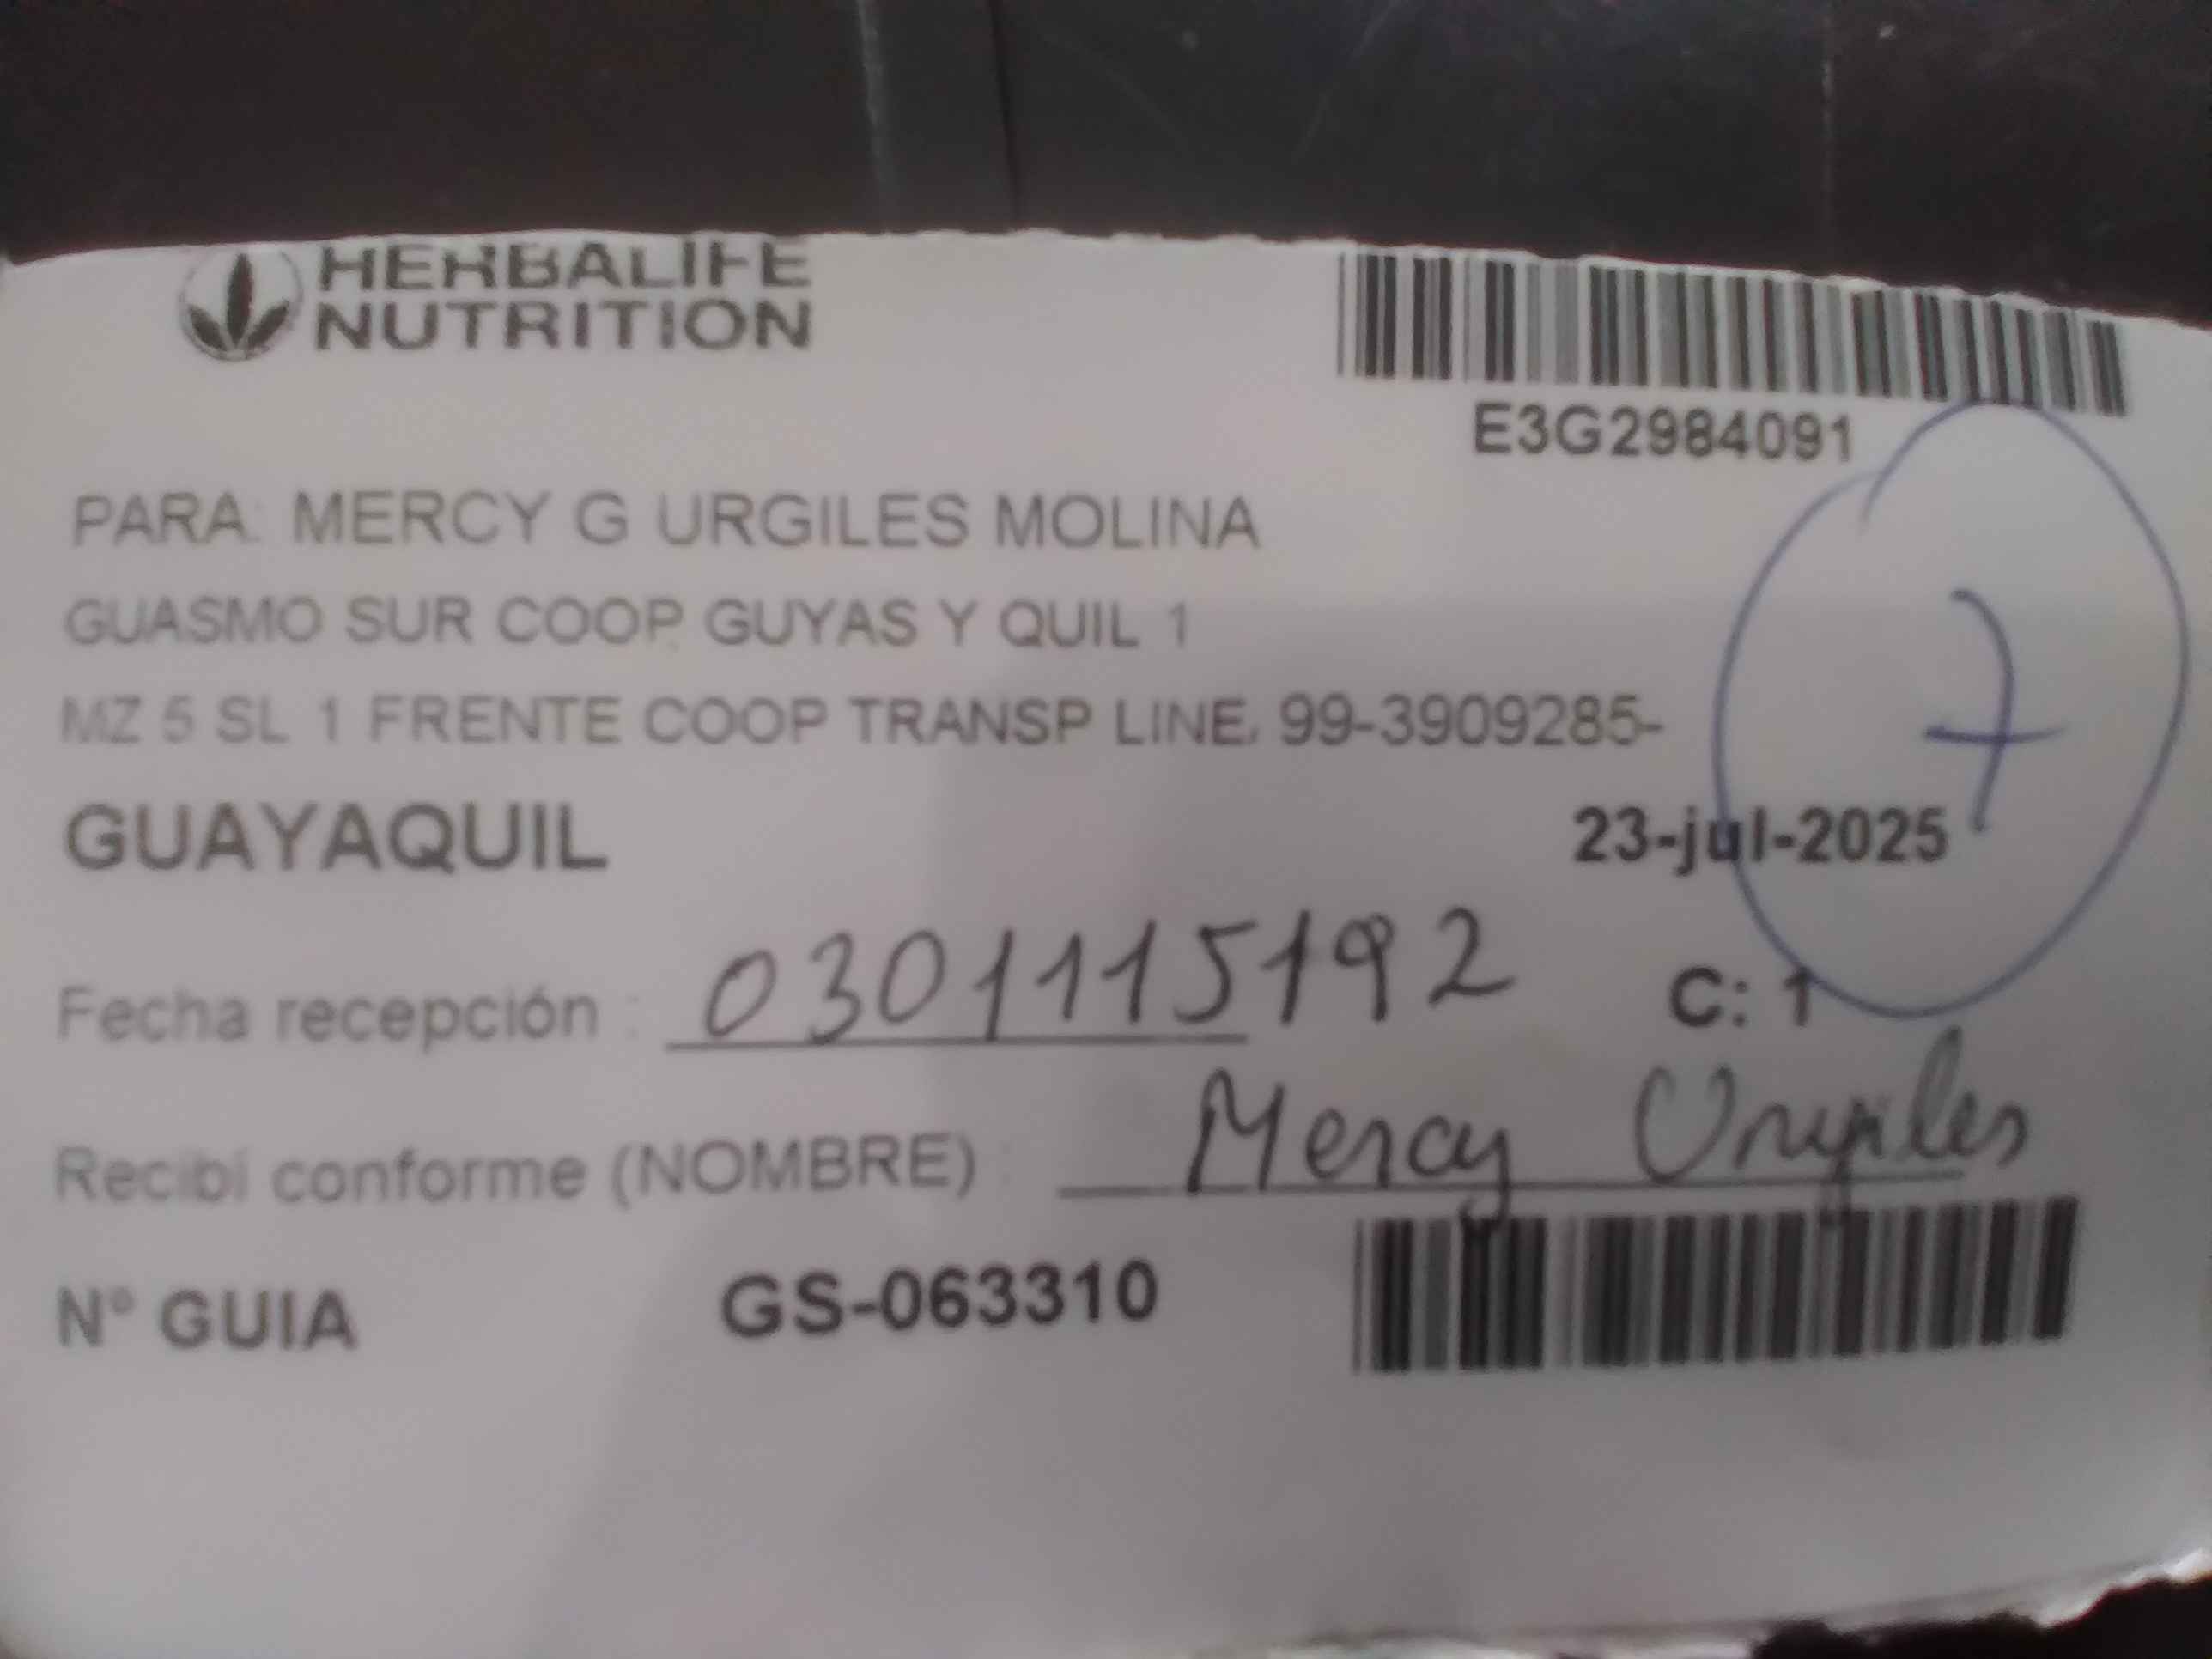 HERBALIFE
NUTRITION
E3G2984091
PARA: MERCY G URGILES MOLINA
GUASMO SUR COOP. GUYAS Y QUIL 1
MZ 5 SL 1 FRENTE COOP TRANSP LINE, 99-3909285-
7
GUAYAQUIL 23-jul-2025
Fecha recepción : 0301115192 C: 1
Recibí conforme (NOMBRE) : Mercy Urgiles
N° GUIA GS-063310